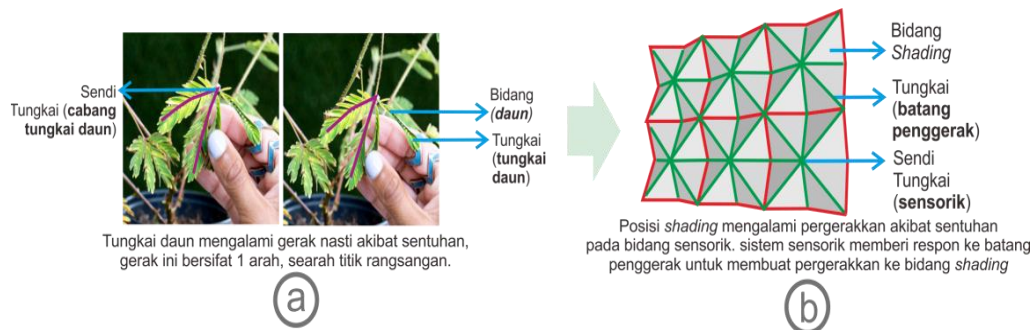 Sendi
Tungkai (cabang
tungkai daun)
Bidang
(daun)
Tungkai
(tungkai
daun)
Tungkai daun mengalami gerak nasti akibat sentuhan,
gerak ini bersifat 1 arah, searah titik rangsangan.
a
Bidang
Shading
Tungkai
(batang
penggerak)
Sendi
Tungkai
(sensorik)
Posisi shading mengalami pergerakkan akibat sentuhan
pada bidang sensorik. sistem sensorik memberi respon ke batang
penggerak untuk membuat pergerakkan ke bidang shading
b